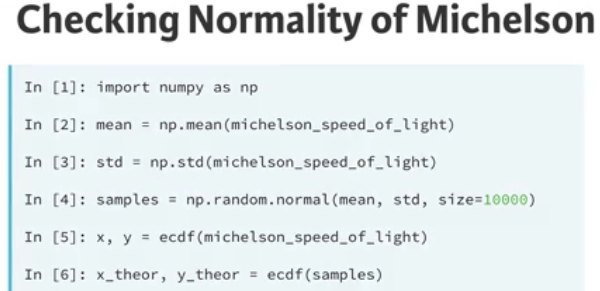 Checking Normality of Michelson
In [1]: import numpy as np
In [2]: mean = np.mean(michelson_speed_of_light)
In [3]: std = np.std(michelson_speed_of_light)
In [4]: samples = np.random.normal(mean, std, size=10000)
In [5]: x, y = ecdf(michelson_speed_of_light)
In [6]: x_theor, y_theor = ecdf(samples)